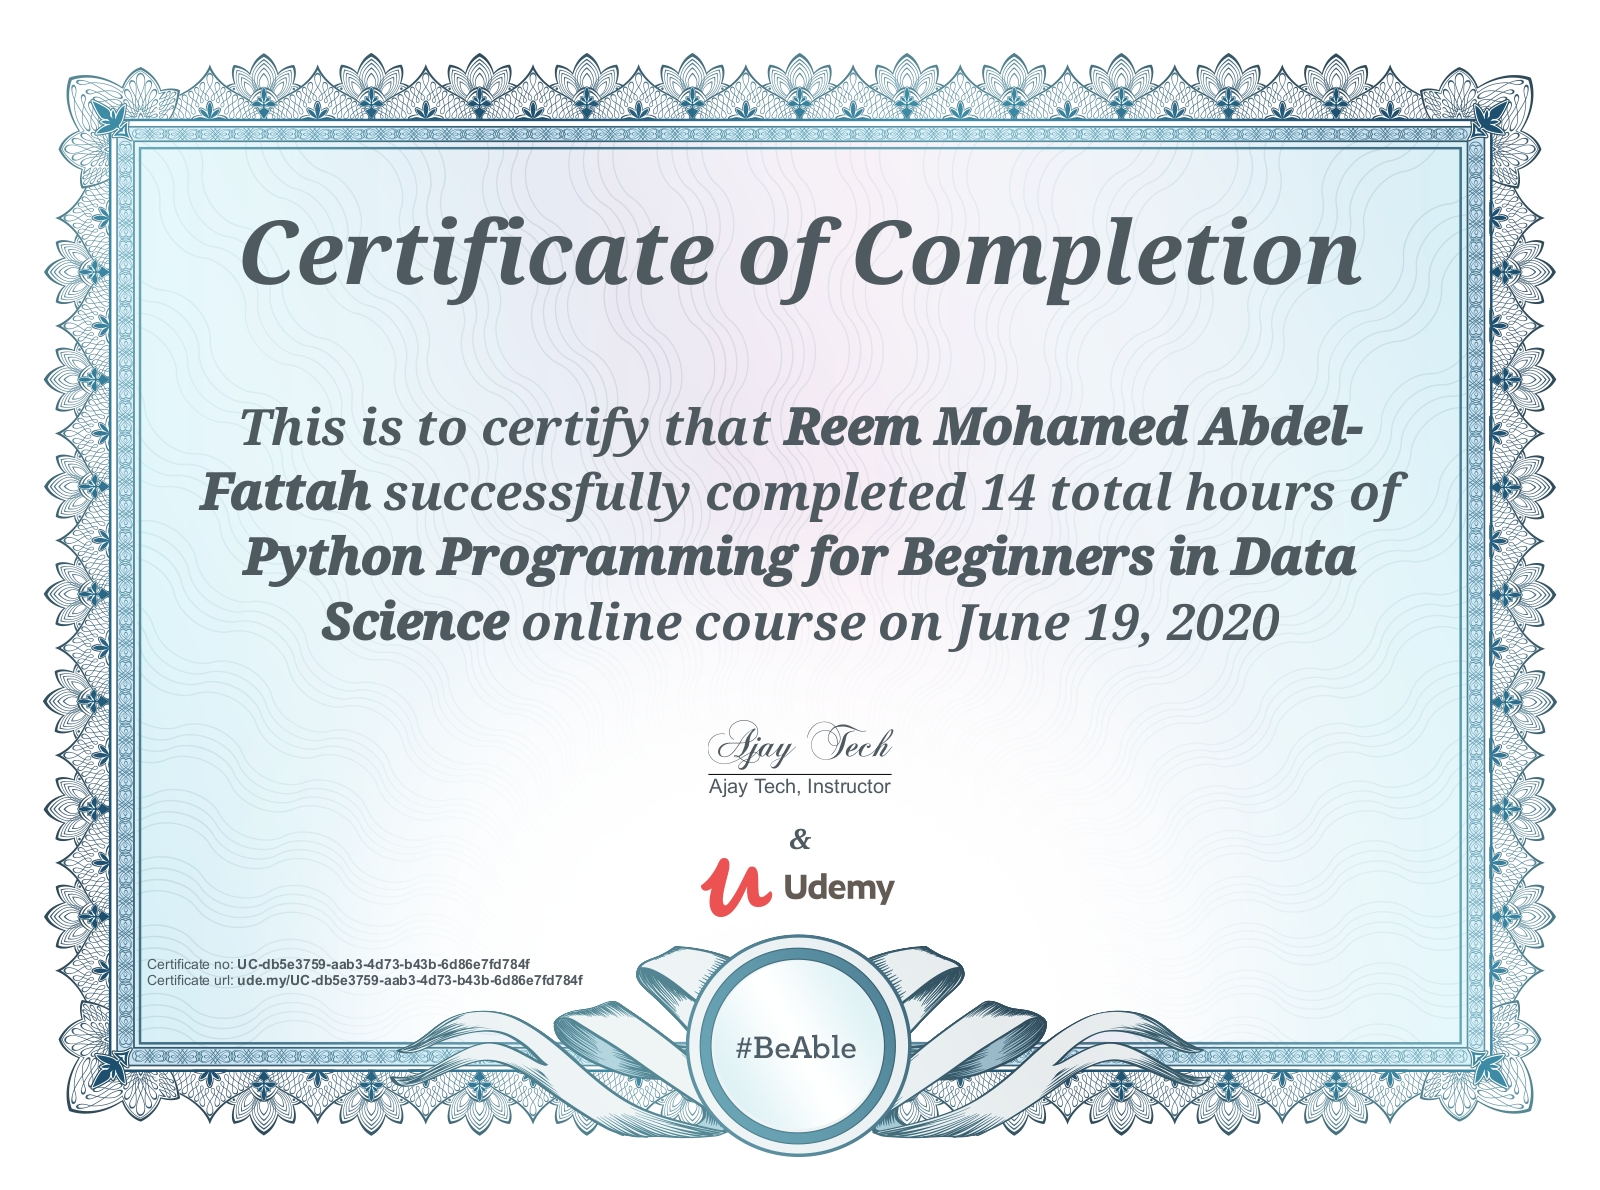 Certificate of Completion
This is to certify that Reem Mohamed Abdel-
Fattah successfully completed 14 total hours of
Python Programming for Beginners in Data
Science online course on June 19, 2020
Ajay Tech
Ajay Tech, Instructor
&
Udemy
Certificate no: UC-db5e3759-aab3-4d73-b43b-6d86e7fd784f
Certificate url: ude.my/UC-db5e3759-aab3-4d73-b43b-6d86e7fd784f
#BeAble